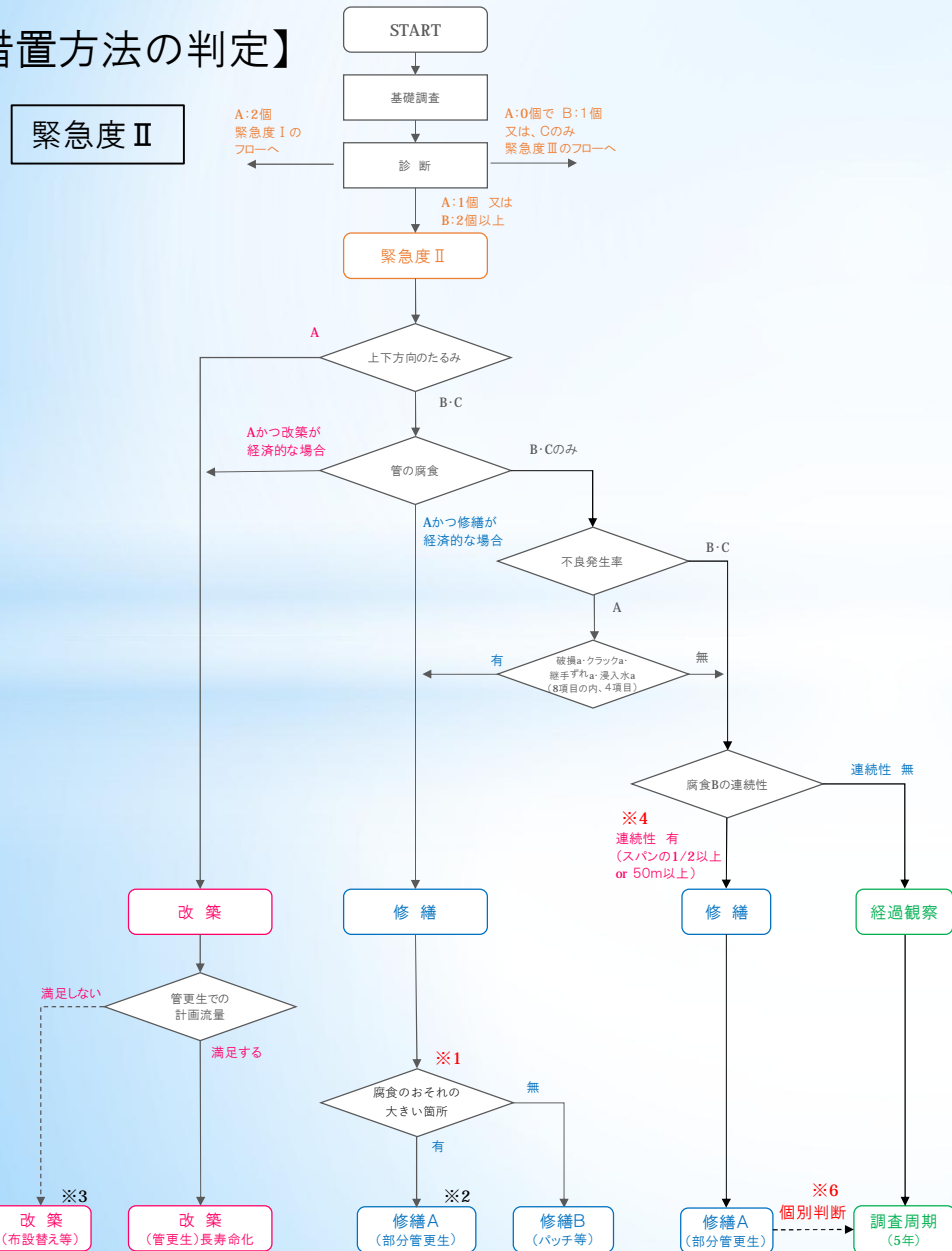 措置方法の判定】
緊急度Ⅱ
START
基礎調査
A:2個
緊急度Ⅰの
フローへ
診 断
A:0個で B:1個
又は、Cのみ
緊急度Ⅲのフローへ
A:1個 又は
B:2個以上
緊急度Ⅱ
A
上下方向のたるみ
B・C
Aかつ改築が
経済的な場合
管の腐食
B・Cのみ
Aかつ修繕が
経済的な場合
不良発生率
B・C
A
有
破損a・クラックa・
継手ずれa・浸入水a
(8項目の内、4項目)
無
腐食Bの連続性
連続性 無
※4
連続性 有
(スパンの1/2以上
or 50m以上)
改 築
修 繕
修 繕
経過観察
満足しない
管更生での
計画流量
満足する
※1
腐食のおそれの
大きい箇所
無
有
※3
改 築
(布設替え等)
改 築
(管更生)長寿命化
※2
修繕A
(部分管更生)
修繕B
(パッチ等)
修繕A
(部分管更生)
※6
個別判断
調査周期
(5年)